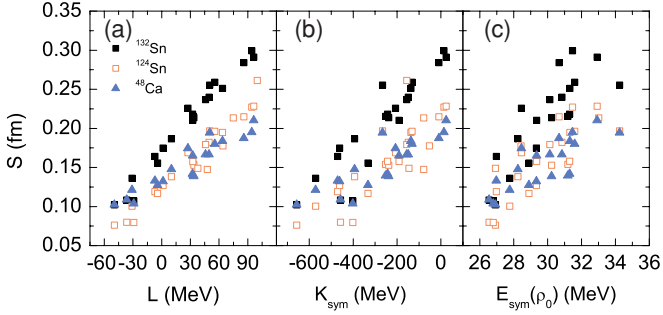 (a) (b) (c)
¹³²Sn
¹²⁴Sn
⁴⁸Ca
S (fm)
0.35
0.30
0.25
0.20
0.15
0.10
0.05
-60 -30 0 30 60 90 -600 -400 -200 0 26 28 30 32 34 36
L (MeV) K_sym (MeV) E_sym(ρ₀) (MeV)